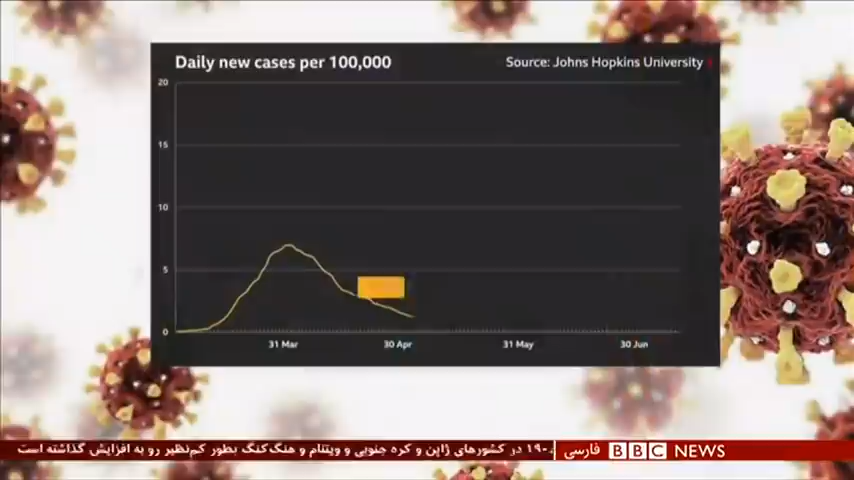 Daily new cases per 100,000
Source: Johns Hopkins University
20
15
10
5
0
31 Mar
30 Apr
31 May
30 Jun
۱۹- در کشورهای ژاپن و کره جنوبی و ویتنام و هنگ‌کنگ بطور کم‌نظیر رو به افزایش گذاشته است
BBC NEWS فارسی